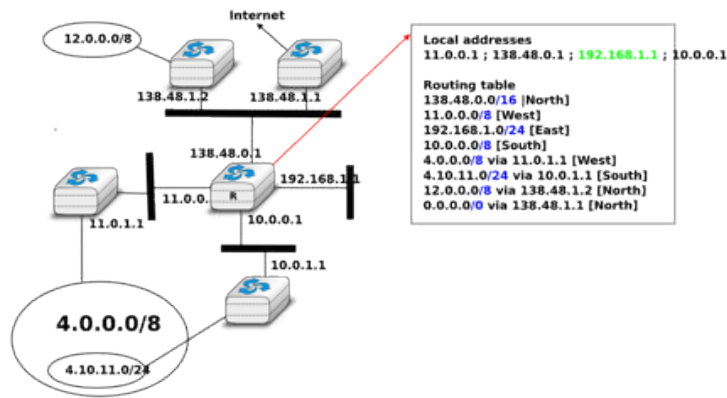 Internet
12.0.0.0/8
138.48.1.2
138.48.1.1
138.48.0.1
192.168.1.1
R
11.0.0.
11.0.1.1
10.0.0.1
10.0.1.1
4.0.0.0/8
4.10.11.0/24
Local addresses
11.0.0.1 ; 138.48.0.1 ; 192.168.1.1 ; 10.0.0.1
Routing table
138.48.0.0/16 |North]
11.0.0.0/8 [West]
192.168.1.0/24 [East]
10.0.0.0/8 [South]
4.0.0.0/8 via 11.0.1.1 [West]
4.10.11.0/24 via 10.0.1.1 [South]
12.0.0.0/8 via 138.48.1.2 [North]
0.0.0.0/0 via 138.48.1.1 [North]